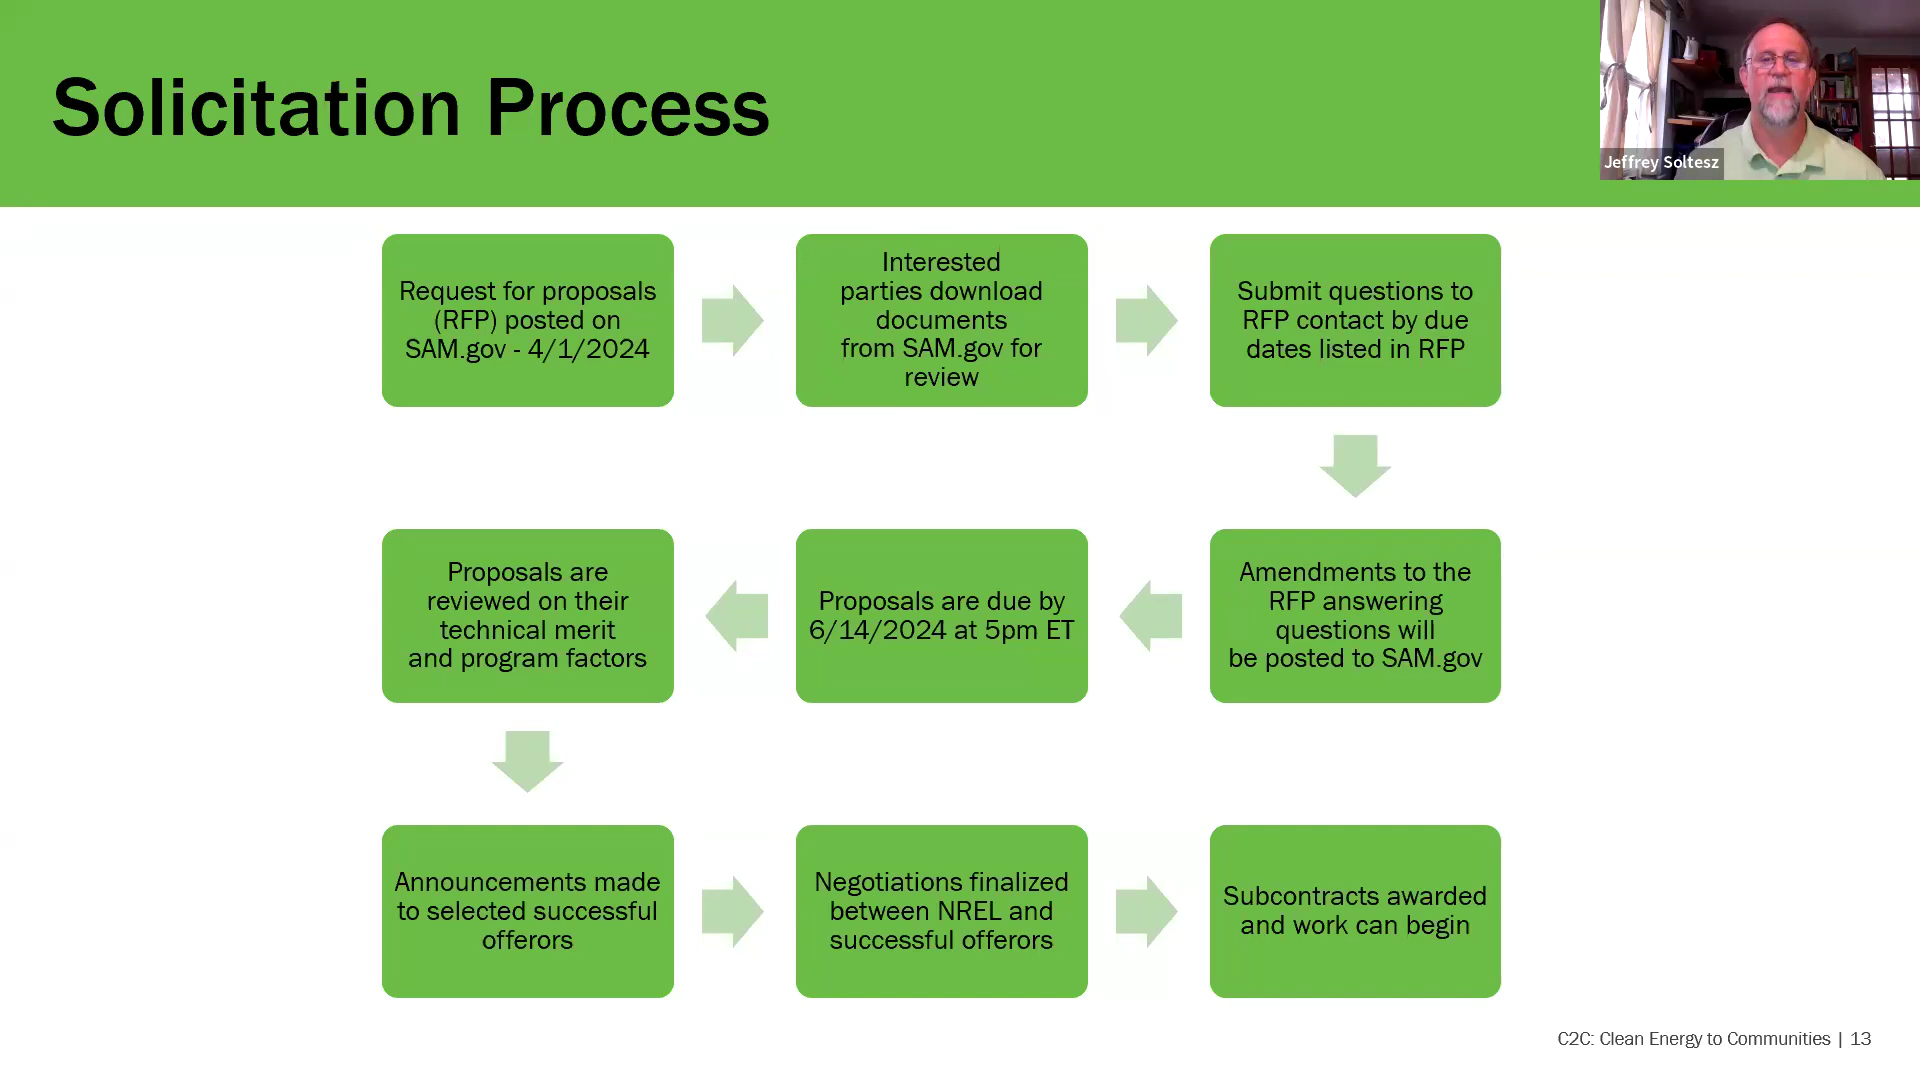 Solicitation Process
Jeffrey Soltesz
Request for proposals
(RFP) posted on
SAM.gov - 4/1/2024
Interested
parties download
documents
from SAM.gov for
review
Submit questions to
RFP contact by due
dates listed in RFP
Amendments to the
RFP answering
questions will
be posted to SAM.gov
Proposals are due by
6/14/2024 at 5pm ET
Proposals are
reviewed on their
technical merit
and program factors
Announcements made
to selected successful
offerors
Negotiations finalized
between NREL and
successful offerors
Subcontracts awarded
and work can begin
C2C: Clean Energy to Communities | 13